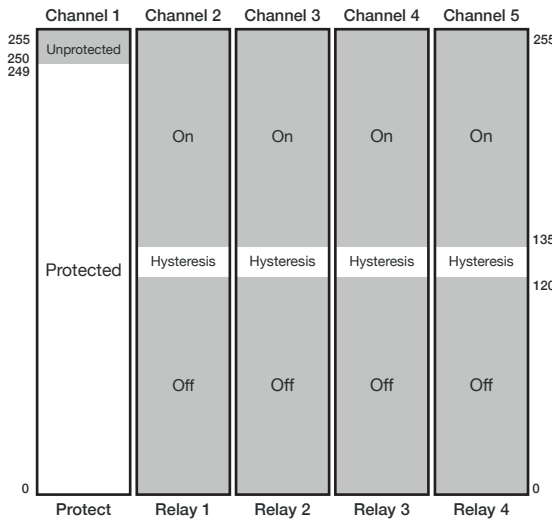 Channel 1 Channel 2 Channel 3 Channel 4 Channel 5
255 Unprotected 255
250
249
On On On On
135
Protected Hysteresis Hysteresis Hysteresis Hysteresis
120
Off Off Off Off
0 0
Protect Relay 1 Relay 2 Relay 3 Relay 4